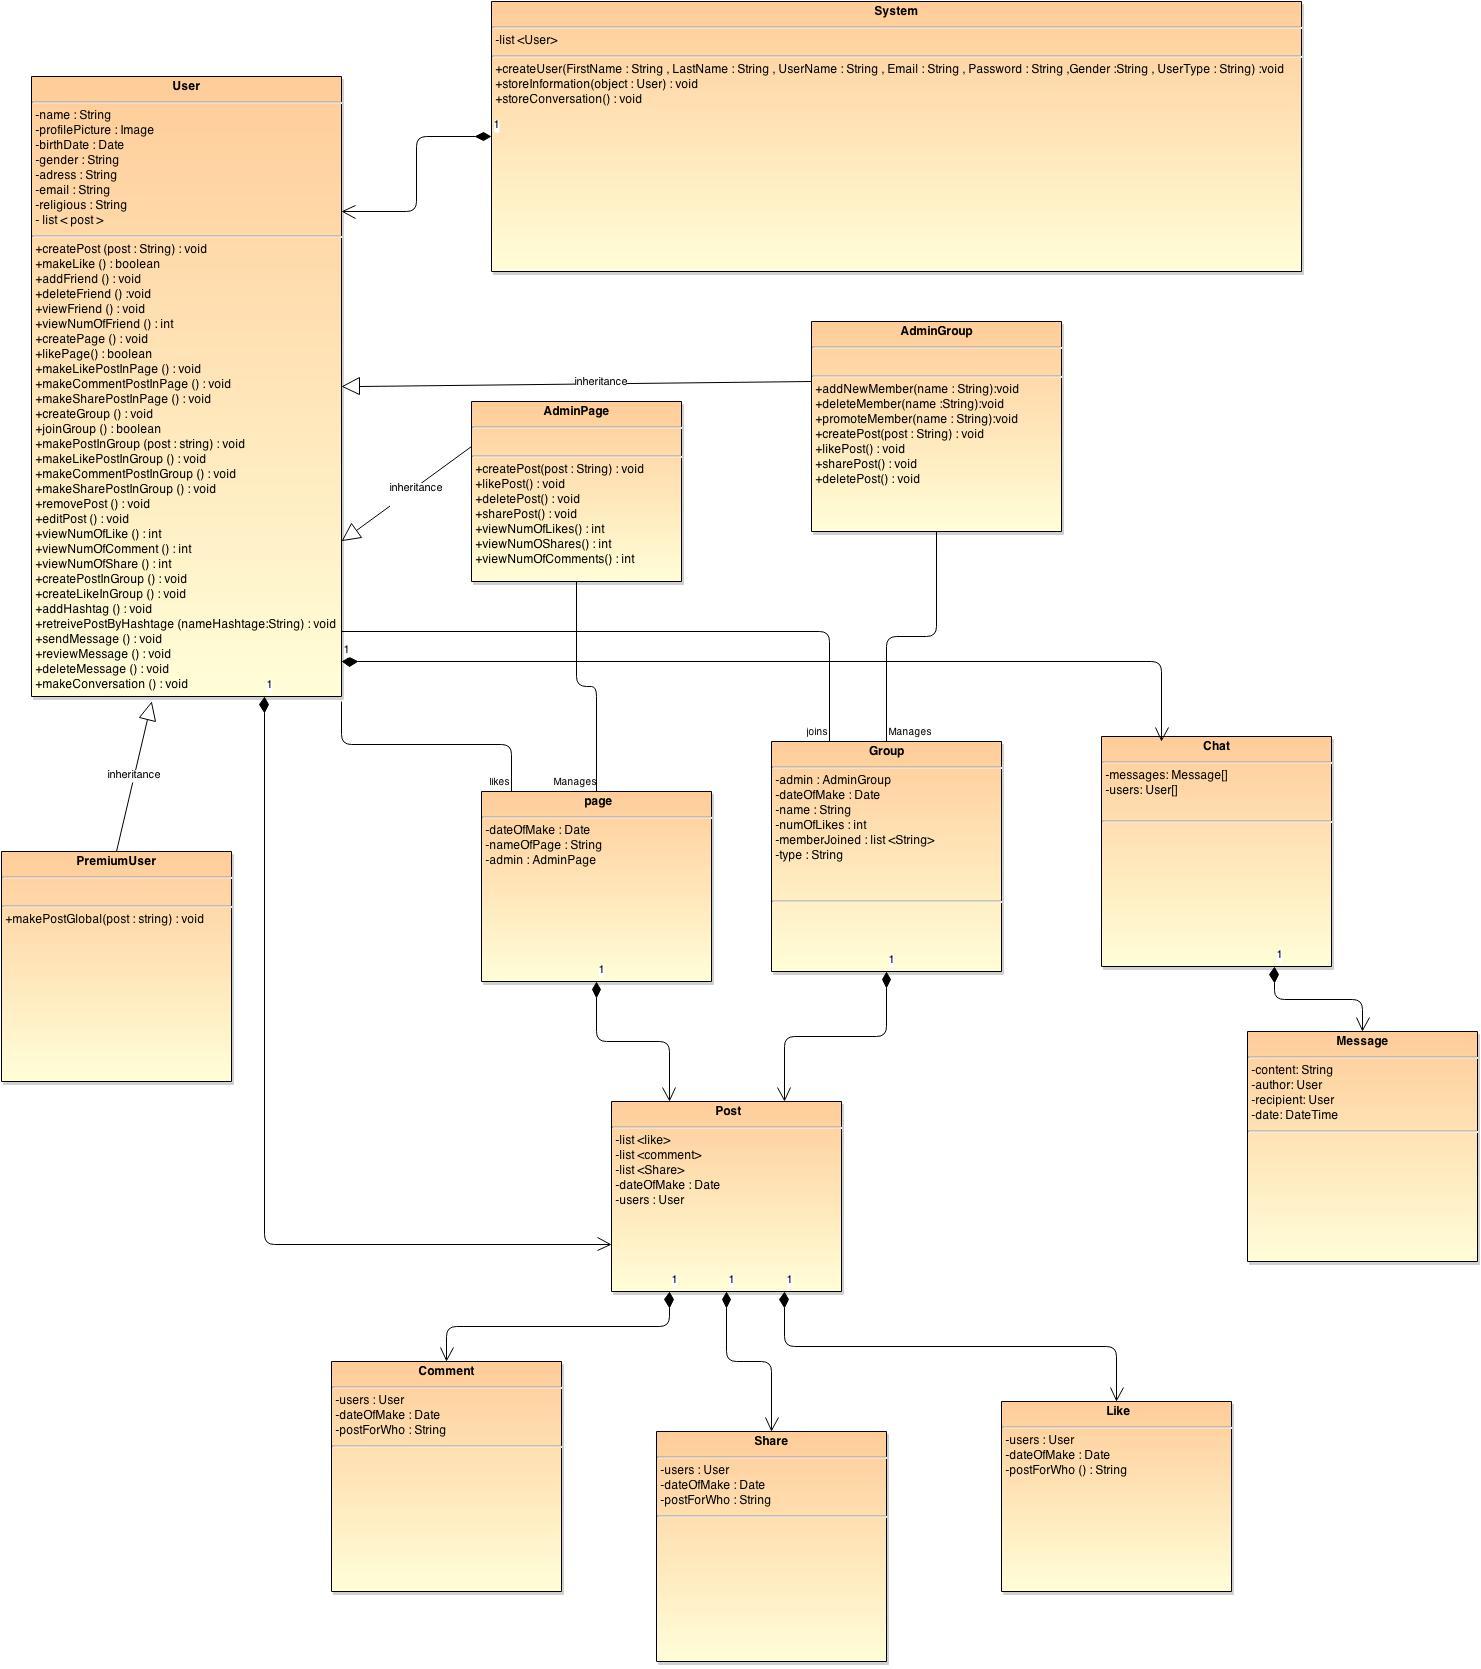 System
-list <User>
+createUser(FirstName : String , LastName : String , UserName : String , Email : String , Password : String ,Gender :String , UserType : String) :void
+storeInformation(object : User) : void
+storeConversation() : void
1
User
-name : String
-profilePicture : Image
-birthDate : Date
-gender : String
-adress : String
-email : String
-religious : String
- list < post >
+createPost (post : String) : void
+makeLike () : boolean
+addFriend () : void
+deleteFriend () :void
+viewFriend () : void
+viewNumOfFriend () : int
+createPage () : void
+likePage() : boolean
+makeLikePostInPage () : void
+makeCommentPostInPage () : void
+makeSharePostInPage () : void
+createGroup () : void
+joinGroup () : boolean
+makePostInGroup (post : string) : void
+makeLikePostInGroup () : void
+makeCommentPostInGroup () : void
+makeSharePostInGroup () : void
+removePost () : void
+editPost () : void
+viewNumOfLike () : int
+viewNumOfComment () : int
+viewNumOfShare () : int
+createPostInGroup () : void
+createLikeInGroup () : void
+addHashtag () : void
+retreivePostByHashtage (nameHashtage:String) : void
+sendMessage () : void
+reviewMessage () : void
+deleteMessage () : void
+makeConversation () : void
1
1
AdminGroup
+addNewMember(name : String):void
+deleteMember(name :String):void
+promoteMember(name : String):void
+createPost(post : String) : void
+likePost() : void
+sharePost() : void
+deletePost() : void
inheritance
AdminPage
+createPost(post : String) : void
+likePost() : void
+deletePost() : void
+sharePost() : void
+viewNumOfLikes() : int
+viewNumOShares() : int
+viewNumOfComments() : int
inheritance
inheritance
joins
Manages
likes
Manages
PremiumUser
+makePostGlobal(post : string) : void
page
-dateOfMake : Date
-nameOfPage : String
-admin : AdminPage
1
Group
-admin : AdminGroup
-dateOfMake : Date
-name : String
-numOfLikes : int
-memberJoined : list <String>
-type : String
1
Chat
-messages: Message[]
-users: User[]
1
Message
-content: String
-author: User
-recipient: User
-date: DateTime
Post
-list <like>
-list <comment>
-list <Share>
-dateOfMake : Date
-users : User
1
1
1
Comment
-users : User
-dateOfMake : Date
-postForWho : String
Share
-users : User
-dateOfMake : Date
-postForWho : String
Like
-users : User
-dateOfMake : Date
-postForWho () : String